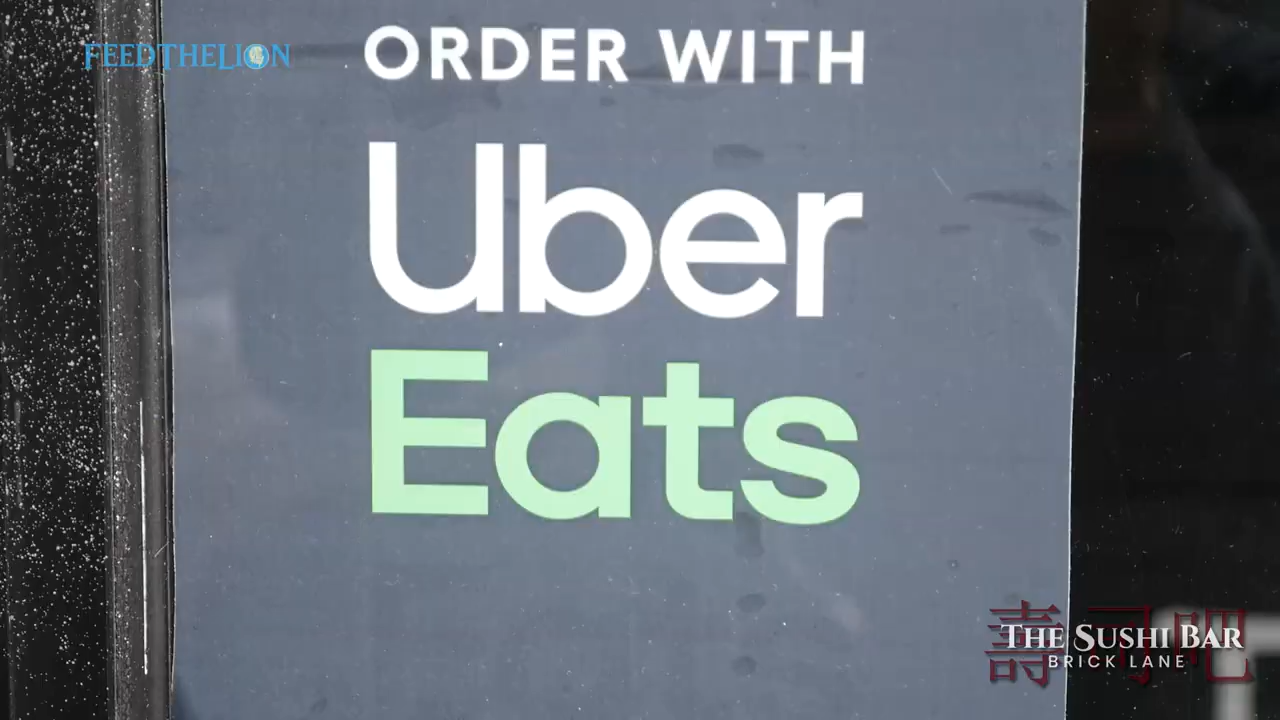 FEEDTHELION
ORDER WITH
Uber
Eats
壽司吧
THE SUSHI BAR
BRICK LANE